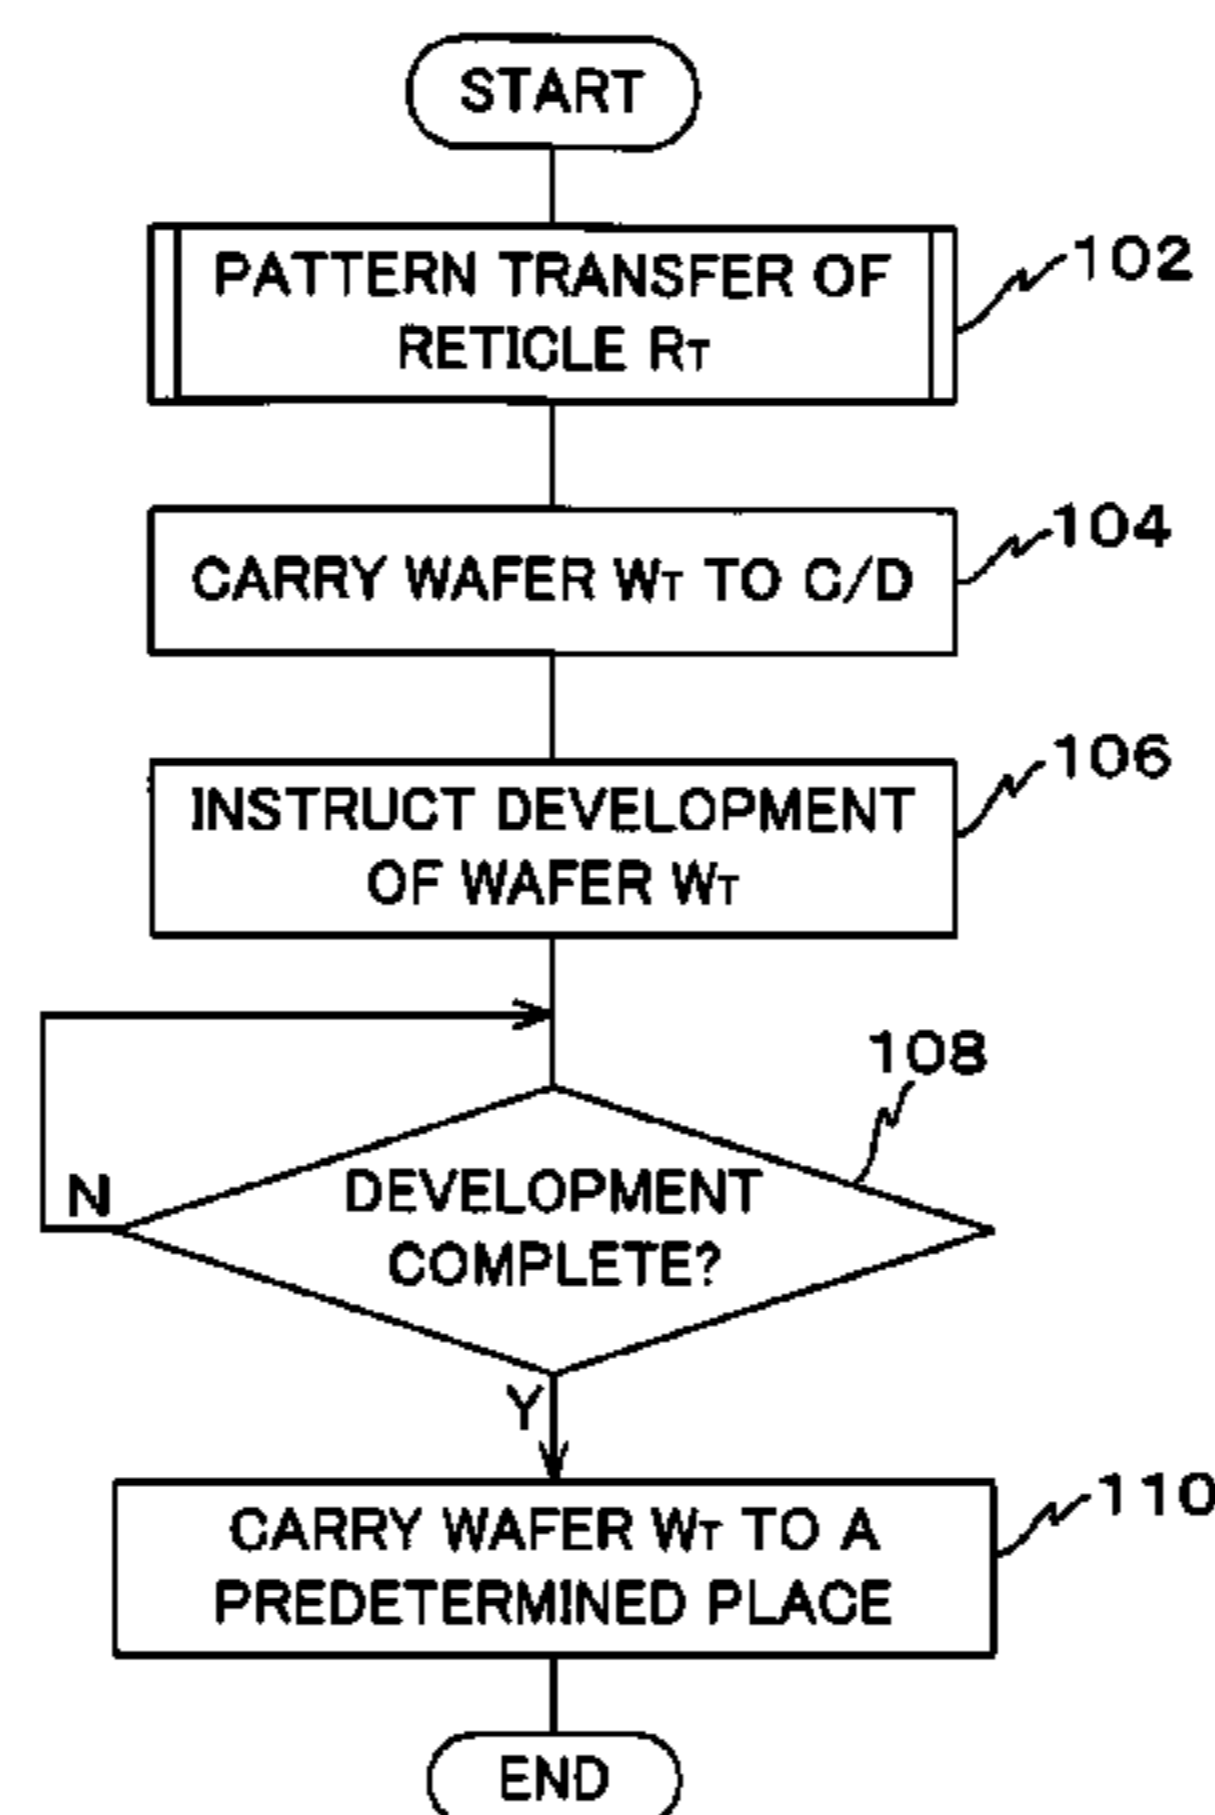 START
PATTERN TRANSFER OF
RETICLE RT
102
CARRY WAFER WT TO C/D
104
INSTRUCT DEVELOPMENT
OF WAFER WT
106
108
DEVELOPMENT
COMPLETE?
N
Y
CARRY WAFER WT TO A
PREDETERMINED PLACE
110
END